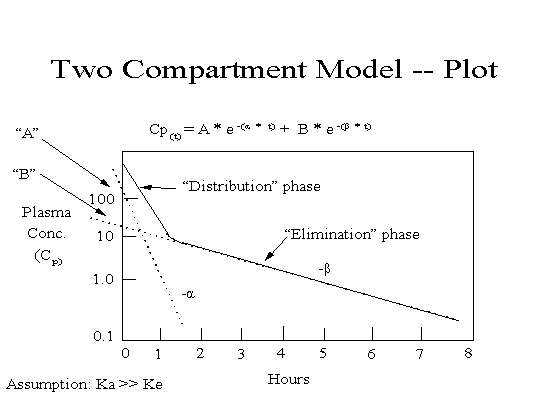 Two Compartment Model -- Plot
Cp(t) = A * e -(α * t) + B * e -(β * t)
“A”
“B”
“Distribution” phase
Plasma
Conc.
(Cp)
“Elimination” phase
100
10
1.0
0.1
-β
-α
0 1 2 3 4 5 6 7 8
Hours
Assumption: Ka >> Ke